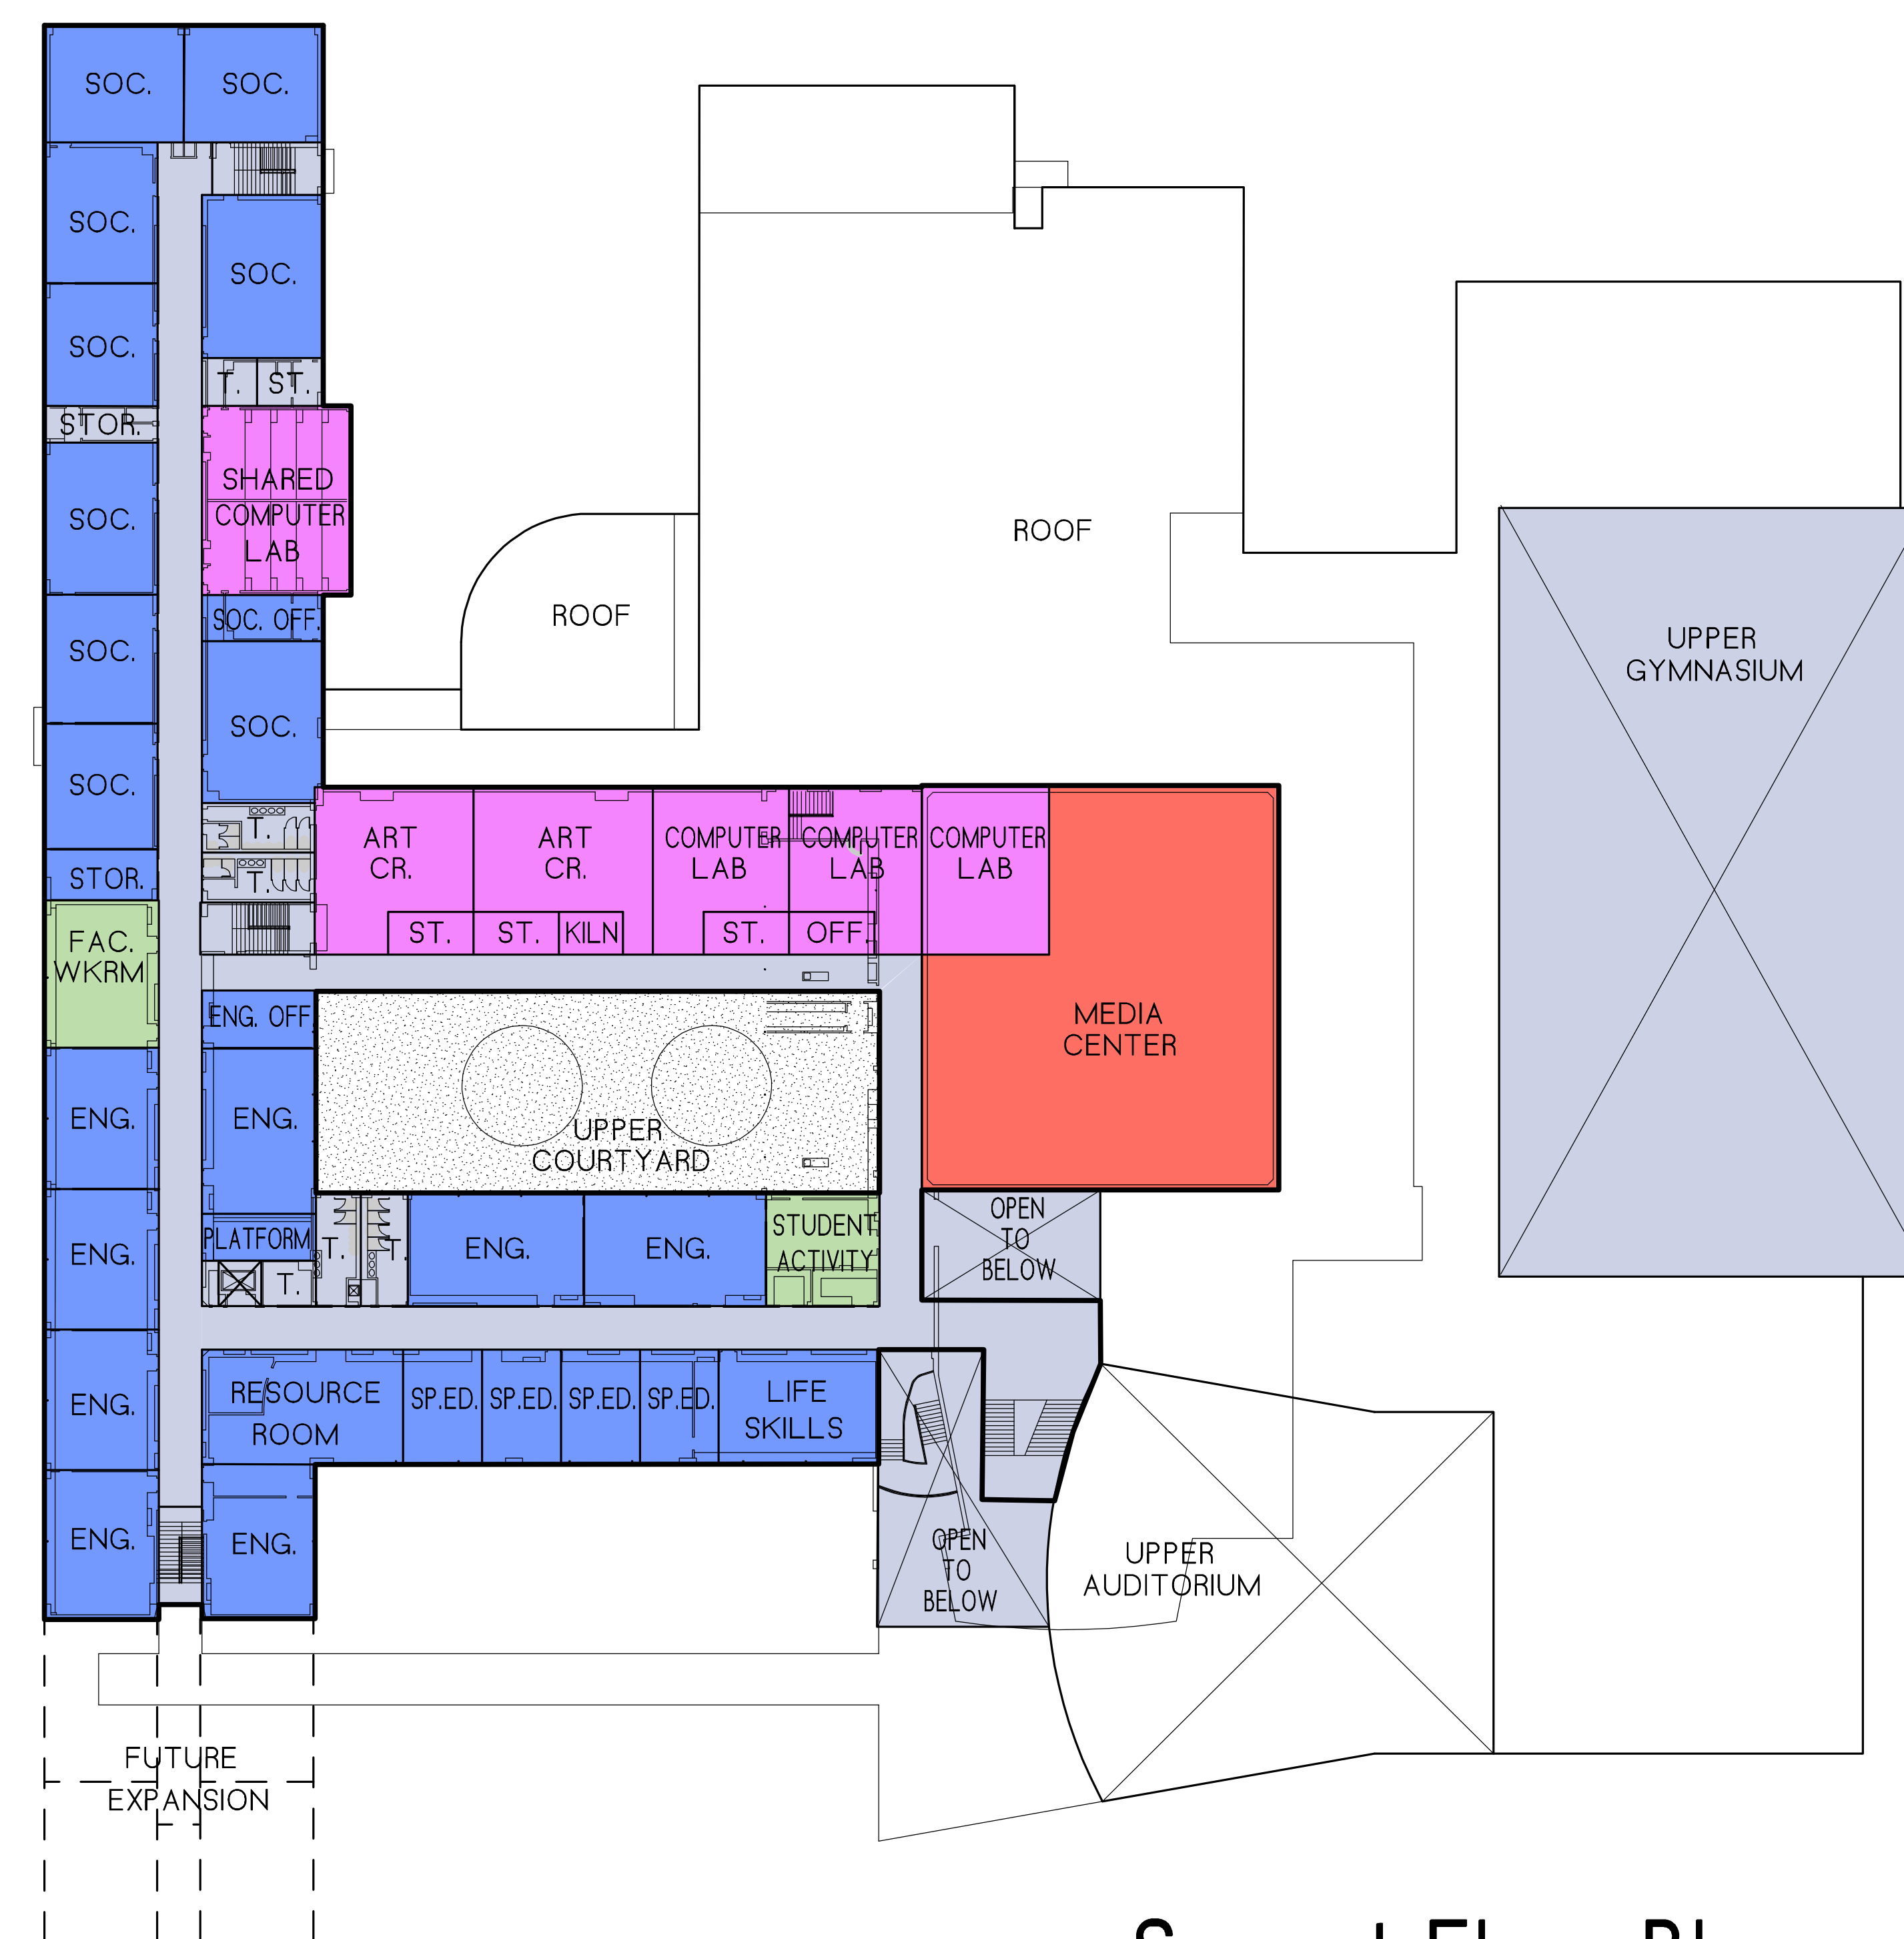 SOC.
SOC.
SOC.
SOC.
SOC.
T.
ST.
STOR.
SHARED
COMPUTER
LAB
SOC.
SOC. OFF.
SOC.
SOC.
SOC.
T.
T.
STOR.
ART
CR.
ART
CR.
COMPUTER
LAB
COMPUTER
LAB
COMPUTER
LAB
ST.
ST.
KILN
ST.
OFF.
FAC.
WKRM
ENG. OFF.
ENG.
ENG.
UPPER
COURTYARD
MEDIA
CENTER
ROOF
ROOF
UPPER
GYMNASIUM
ENG.
PLATFORM
T.
T.
T.
ENG.
ENG.
STUDENT
ACTIVITY
OPEN
TO
BELOW
ENG.
RESOURCE
ROOM
SP.ED.
SP.ED.
SP.ED.
SP.ED.
LIFE
SKILLS
ENG.
ENG.
OPEN
TO
BELOW
UPPER
AUDITORIUM
FUTURE
EXPANSION